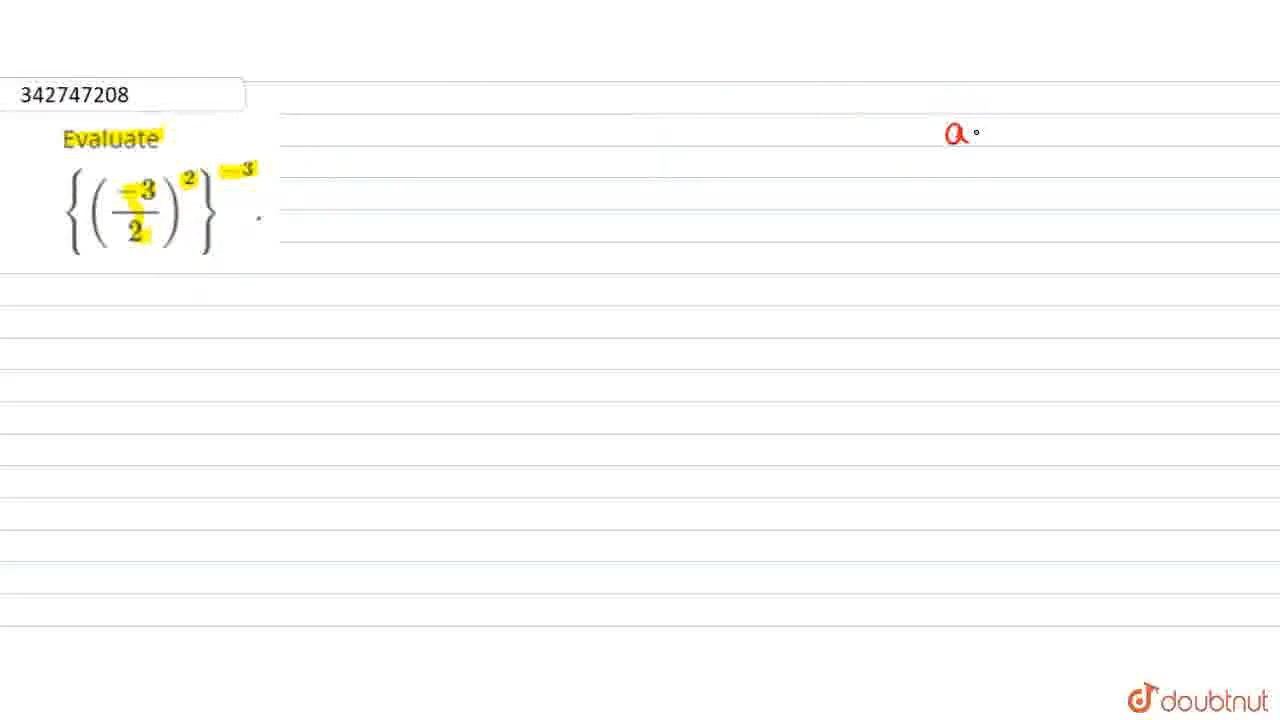 342747208
Evaluate
{(-3/2)^2}^-3 .
a
doubtnut